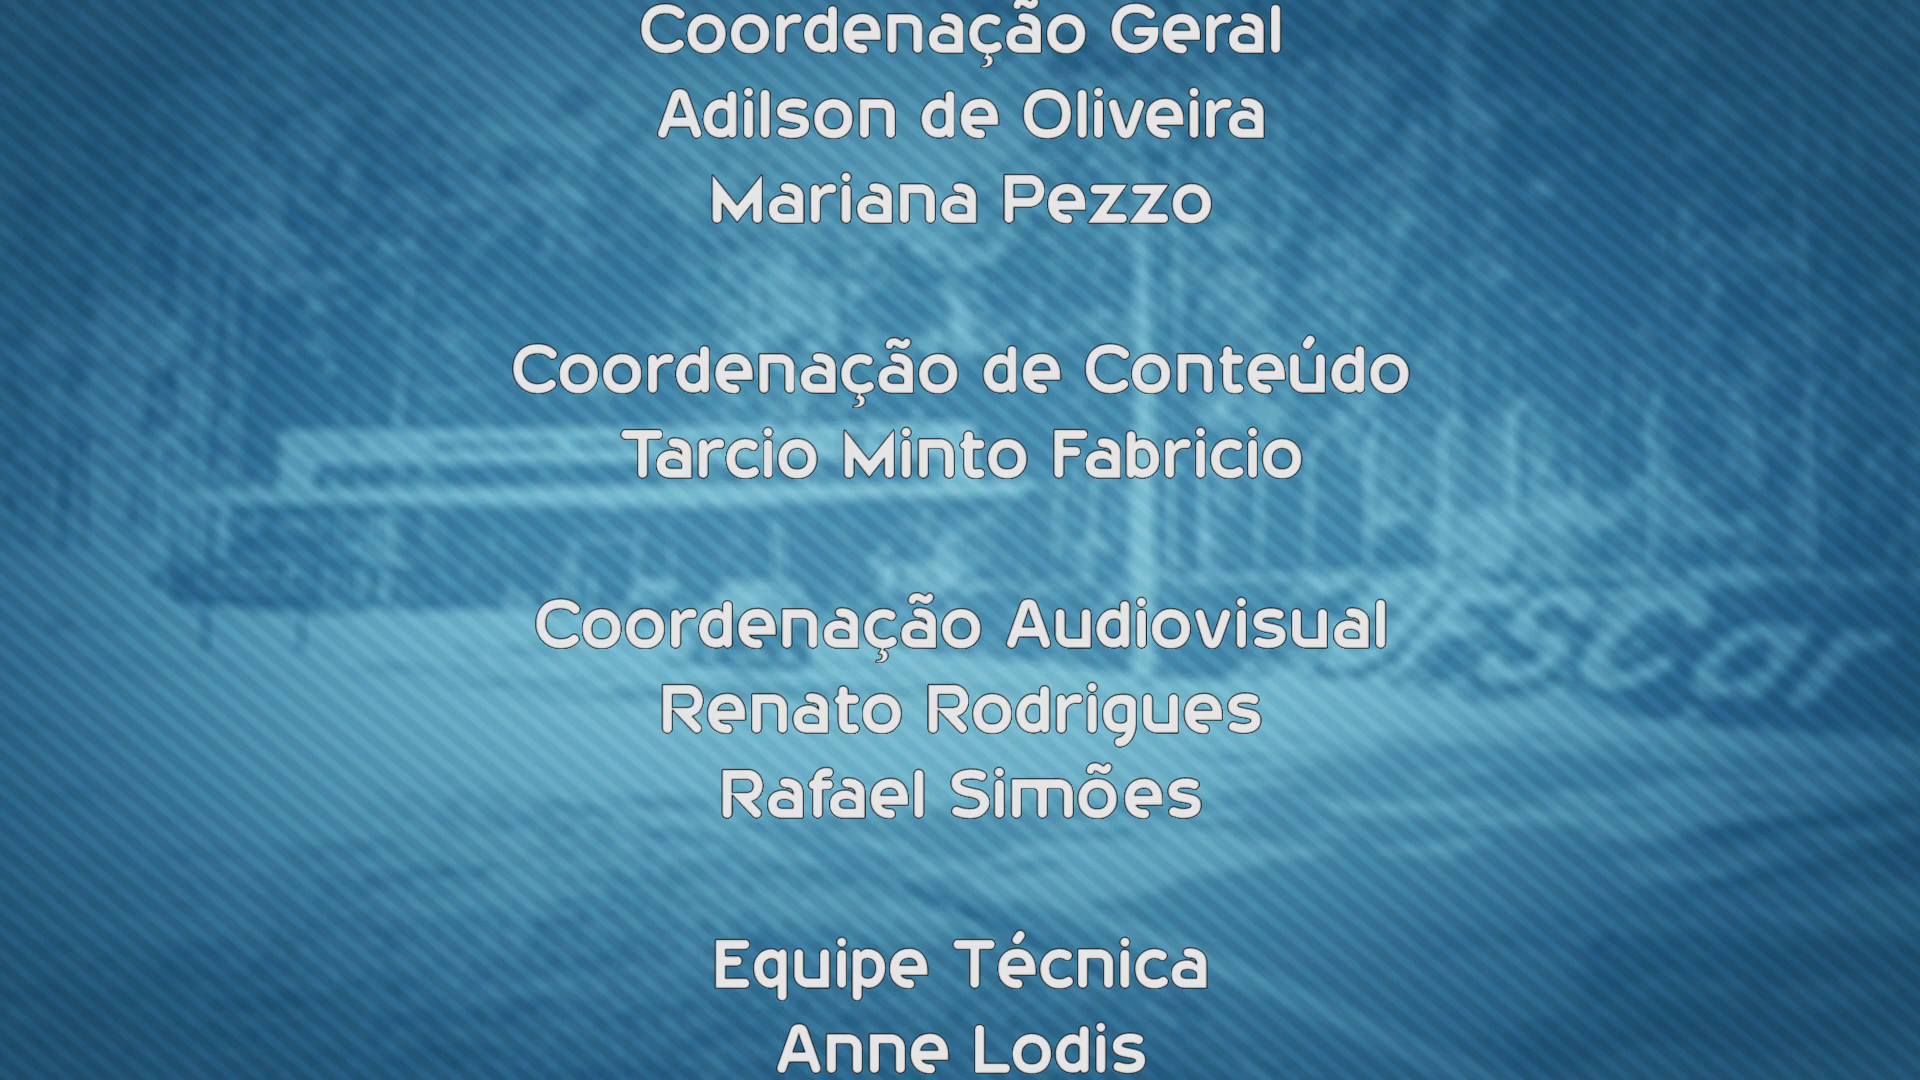 Coordenação Geral
Adilson de Oliveira
Mariana Pezzo
Coordenação de Conteúdo
Tarcio Minto Fabricio
Coordenação Audiovisual
UFSCar
Renato Rodrigues
Rafael Simões
Equipe Técnica
Anne Lodis